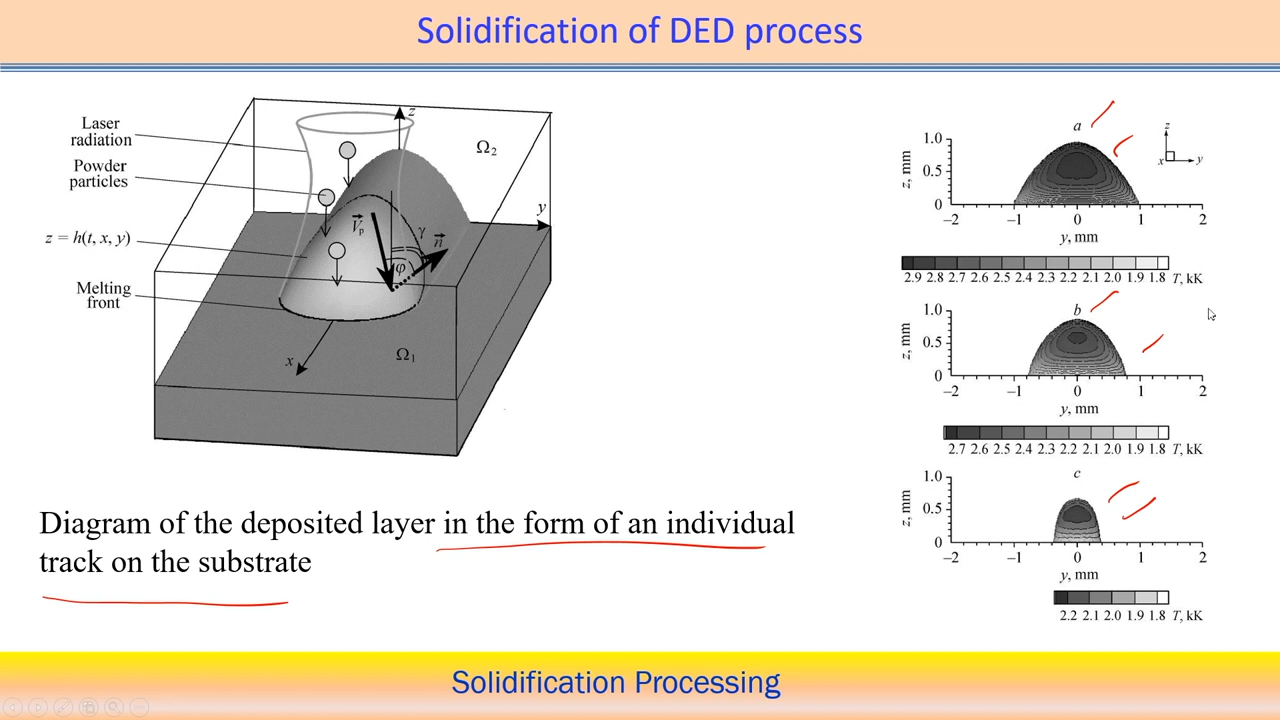 Solidification of DED process
Laser
radiation
Powder
particles
z = h(t, x, y)
Melting
front
z
Ω₂
y
V⃗ₚ
γ
n⃗
φ
x
Ω₁
Diagram of the deposited layer in the form of an individual
track on the substrate
a
z
x
y
z, mm
1.0
0.5
0
−2 −1 0 1 2
y, mm
2.9 2.8 2.7 2.6 2.5 2.4 2.3 2.2 2.1 2.0 1.9 1.8 T, kK
b
z, mm
1.0
0.5
0
−2 −1 0 1 2
y, mm
2.7 2.6 2.5 2.4 2.3 2.2 2.1 2.0 1.9 1.8 T, kK
c
z, mm
1.0
0.5
0
−2 −1 0 1 2
y, mm
2.2 2.1 2.0 1.9 1.8 T, kK
Solidification Processing